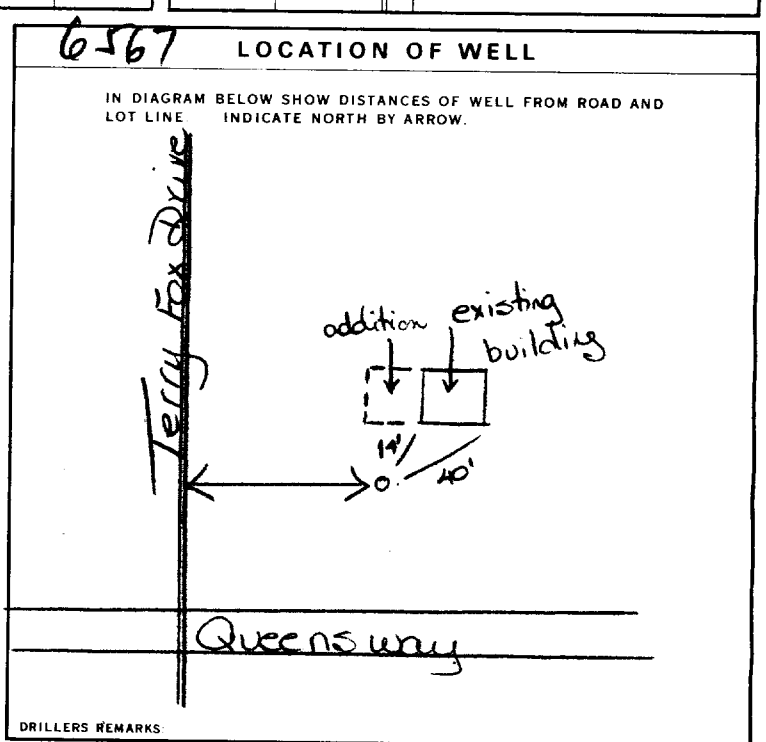 6567 LOCATION OF WELL
IN DIAGRAM BELOW SHOW DISTANCES OF WELL FROM ROAD AND
LOT LINE. INDICATE NORTH BY ARROW.
Terry Fox Drive
addition existing
building
14'
40'
Queensway
DRILLERS REMARKS: